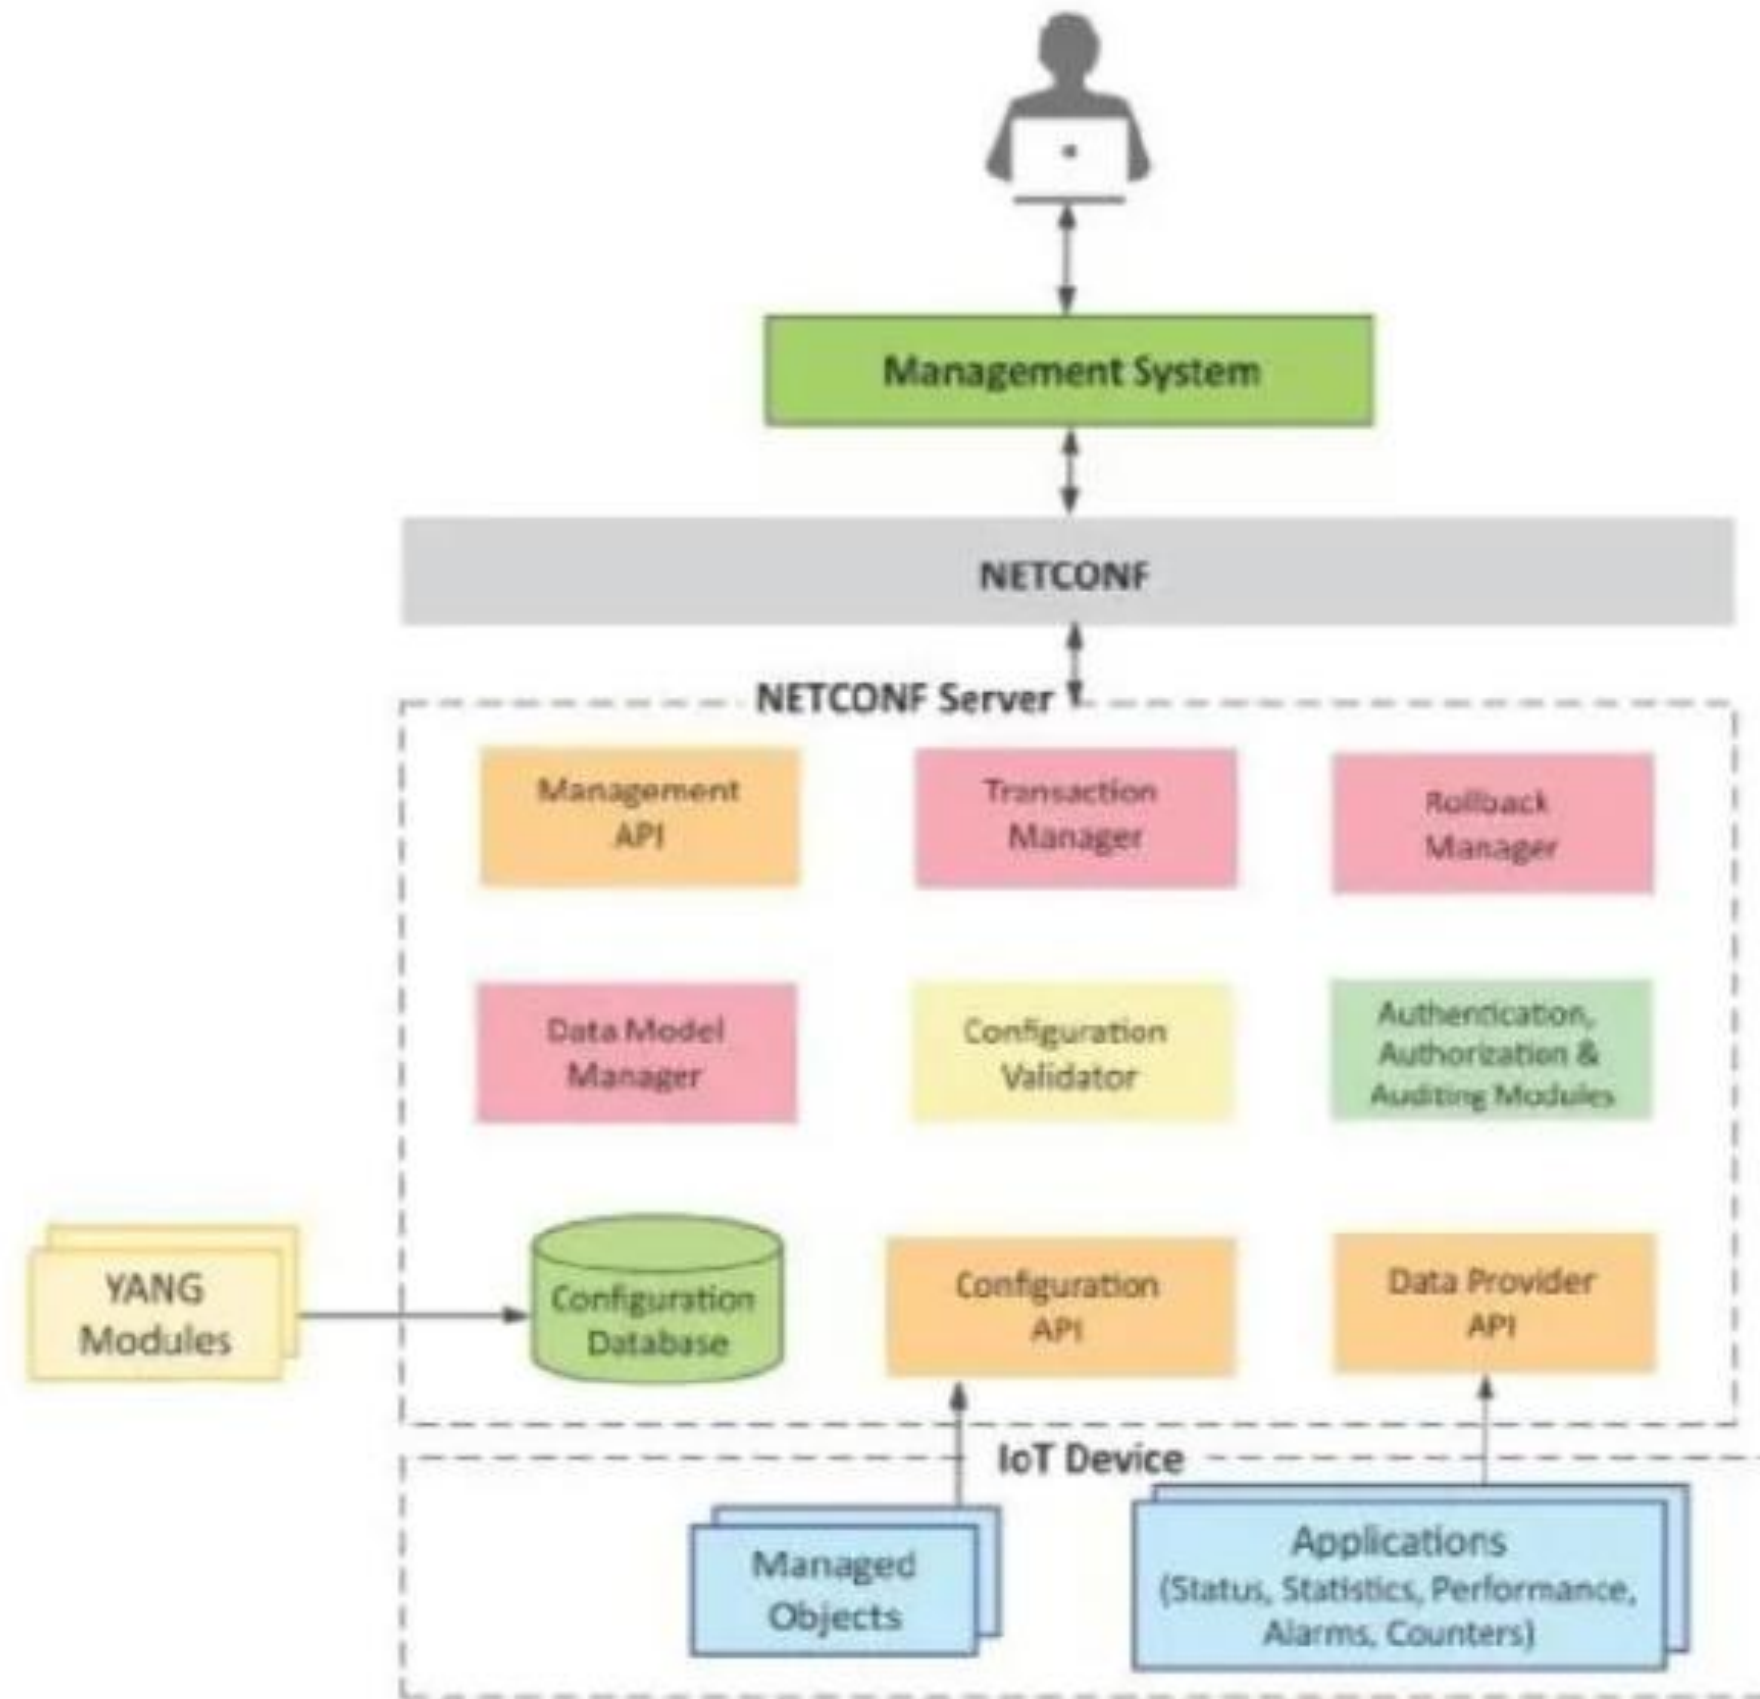 Management System
NETCONF
NETCONF Server
Management
API
Transaction
Manager
Rollback
Manager
Data Model
Manager
Configuration
Validator
Authentication,
Authorization &
Auditing Modules
YANG
Modules
Configuration
Database
Configuration
API
Data Provider
API
IoT Device
Managed
Objects
Applications
(Status, Statistics, Performance,
Alarms, Counters)